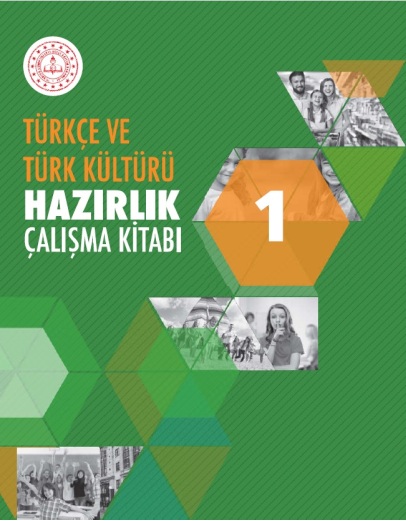 TÜRKÇE VE
TÜRK KÜLTÜRÜ
HAZIRLIK
ÇALIŞMA KİTABI
1